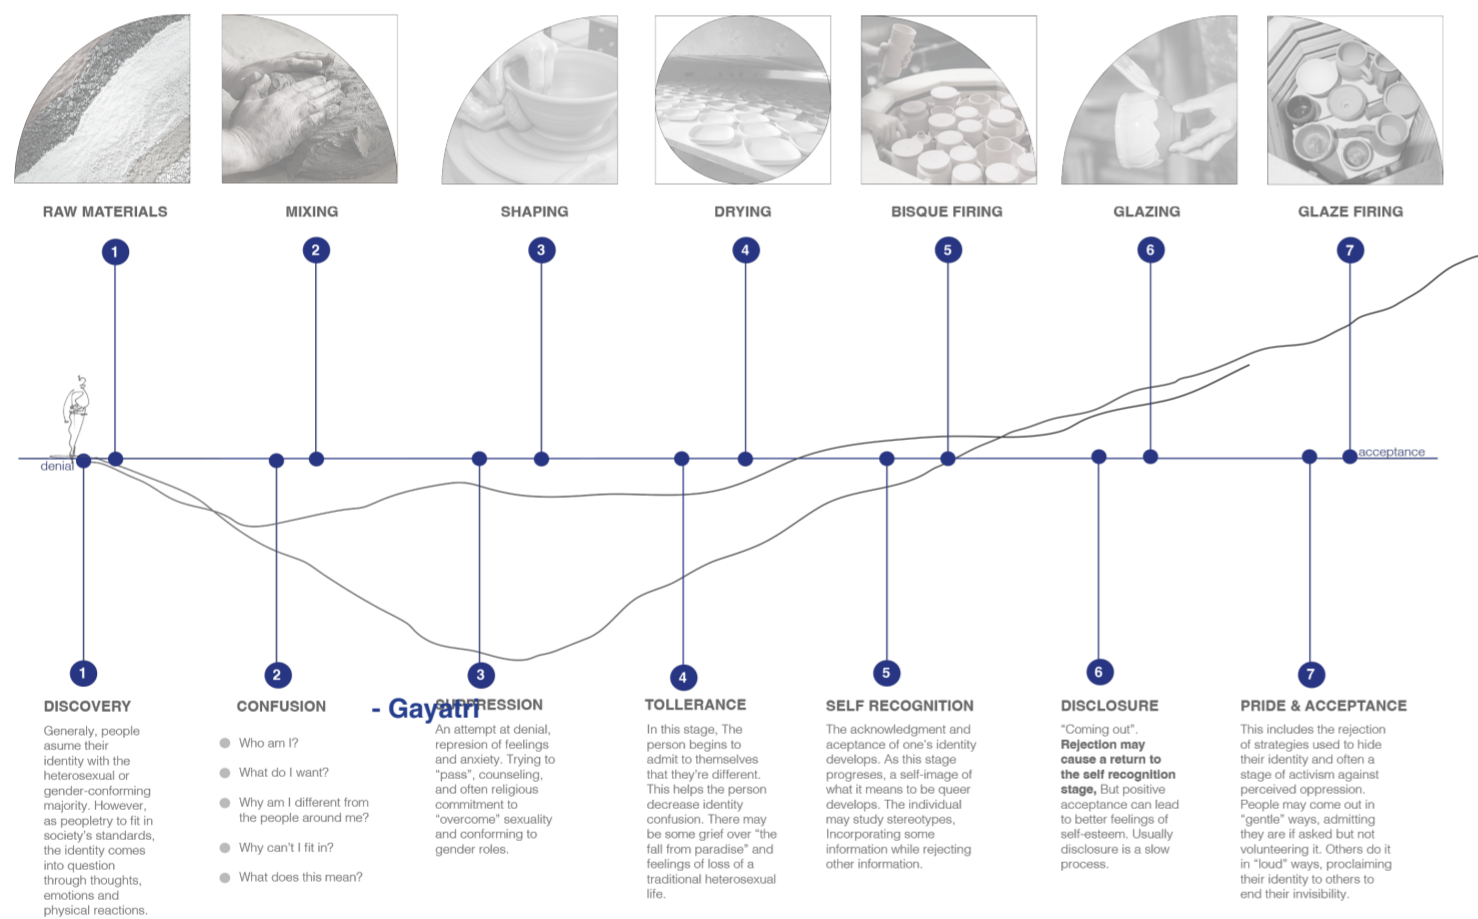 RAW MATERIALS
MIXING
SHAPING
DRYING
BISQUE FIRING
GLAZING
GLAZE FIRING
1
2
3
4
5
6
7
denial
acceptance
1
2
3
4
5
6
7
DISCOVERY
Generaly, people
asume their
identity with the
heterosexual or
gender-conforming
majority. However,
as peopletry to fit in
society's standards,
the identity comes
into question
through thoughts,
emotions and
physical reactions.
CONFUSION
Who am I?
What do I want?
Why am I different from
the people around me?
Why can't I fit in?
What does this mean?
- Gayatri
SUPPRESSION
An attempt at denial,
represion of feelings
and anxiety. Trying to
"pass", counseling,
and often religious
commitment to
"overcome" sexuality
and conforming to
gender roles.
TOLLERANCE
In this stage, The
person begins to
admit to themselves
that they're different.
This helps the person
decrease identity
confusion. There may
be some grief over "the
fall from paradise" and
feelings of loss of a
traditional heterosexual
life.
SELF RECOGNITION
The acknowledgment and
aceptance of one's identity
develops. As this stage
progreses, a self-image of
what it means to be queer
develops. The individual
may study stereotypes,
Incorporating some
information while rejecting
other information.
DISCLOSURE
"Coming out".
Rejection may
cause a return to
the self recognition
stage, But positive
acceptance can lead
to better feelings of
self-esteem. Usually
disclosure is a slow
process.
PRIDE & ACCEPTANCE
This includes the rejection
of strategies used to hide
their identity and often a
stage of activism against
perceived oppression.
People may come out in
"gentle" ways, admitting
they are if asked but not
volunteering it. Others do it
in "loud" ways, proclaiming
their identity to others to
end their invisibility.